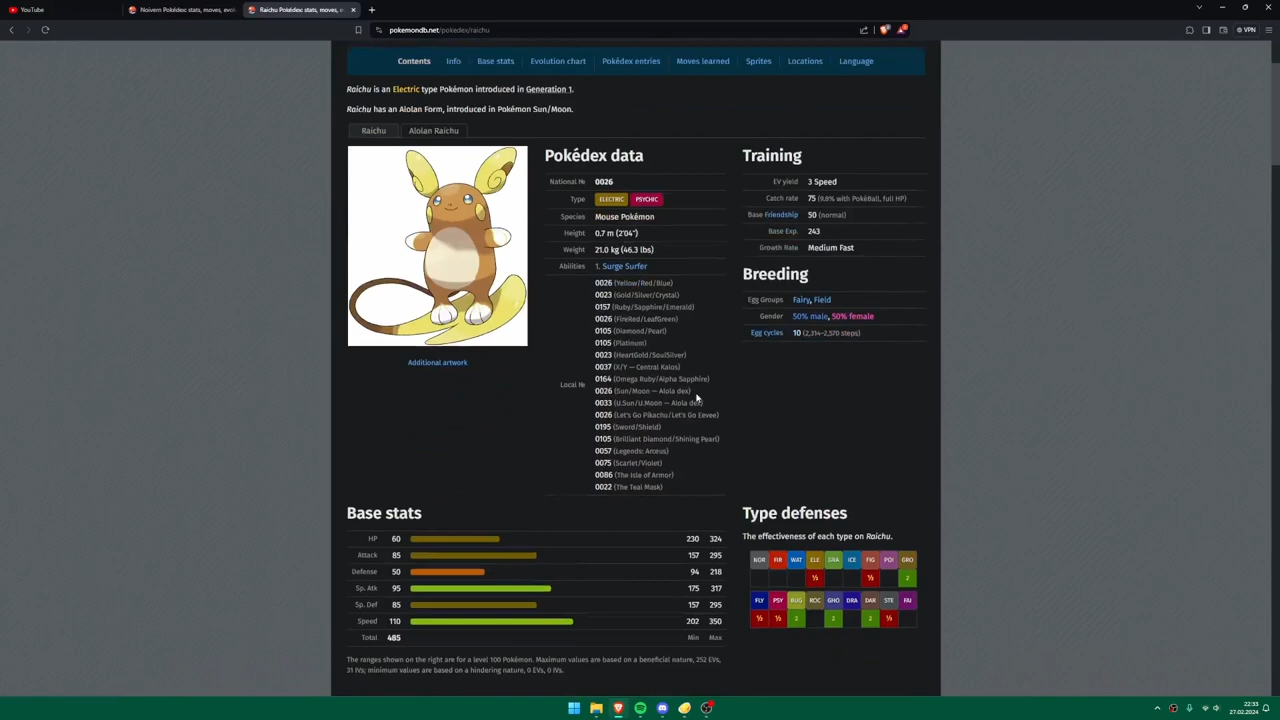 YouTube
Noivern Pokédex: stats, moves, evol
Raichu Pokédex: stats, moves, e
pokemondb.net/pokedex/raichu
VPN
Contents Info Base stats Evolution chart Pokédex entries Moves learned Sprites Locations Language
Raichu is an Electric type Pokémon introduced in Generation 1.
Raichu has an Alolan Form, introduced in Pokémon Sun/Moon.
Raichu Alolan Raichu
Additional artwork
Pokédex data
National № 0026
Type ELECTRIC PSYCHIC
Species Mouse Pokémon
Height 0.7 m (2'04")
Weight 21.0 kg (46.3 lbs)
Abilities 1. Surge Surfer
Local №
0026 (Yellow/Red/Blue)
0023 (Gold/Silver/Crystal)
0157 (Ruby/Sapphire/Emerald)
0026 (FireRed/LeafGreen)
0105 (Diamond/Pearl)
0105 (Platinum)
0023 (HeartGold/SoulSilver)
0037 (X/Y — Central Kalos)
0164 (Omega Ruby/Alpha Sapphire)
0026 (Sun/Moon — Alola dex)
0033 (U.Sun/U.Moon — Alola dex)
0026 (Let's Go Pikachu/Let's Go Eevee)
0195 (Sword/Shield)
0105 (Brilliant Diamond/Shining Pearl)
0057 (Legends: Arceus)
0075 (Scarlet/Violet)
0086 (The Isle of Armor)
0022 (The Teal Mask)
Training
EV yield 3 Speed
Catch rate 75 (9.8% with PokéBall, full HP)
Base Friendship 50 (normal)
Base Exp. 243
Growth Rate Medium Fast
Breeding
Egg Groups Fairy, Field
Gender 50% male, 50% female
Egg cycles 10 (2,314–2,570 steps)
Base stats
HP 60 230 324
Attack 85 157 295
Defense 50 94 218
Sp. Atk 95 175 317
Sp. Def 85 157 295
Speed 110 202 350
Total 485 Min Max
The ranges shown on the right are for a level 100 Pokémon. Maximum values are based on a beneficial nature, 252 EVs,
31 IVs; minimum values are based on a hindering nature, 0 EVs, 0 IVs.
Type defenses
The effectiveness of each type on Raichu.
NOR FIR WAT ELE GRA ICE FIG POI GRO
½ ½ 2
FLY PSY BUG ROC GHO DRA DAR STE FAI
½ ½ 2 2 2 ½
22:33
27.02.2024